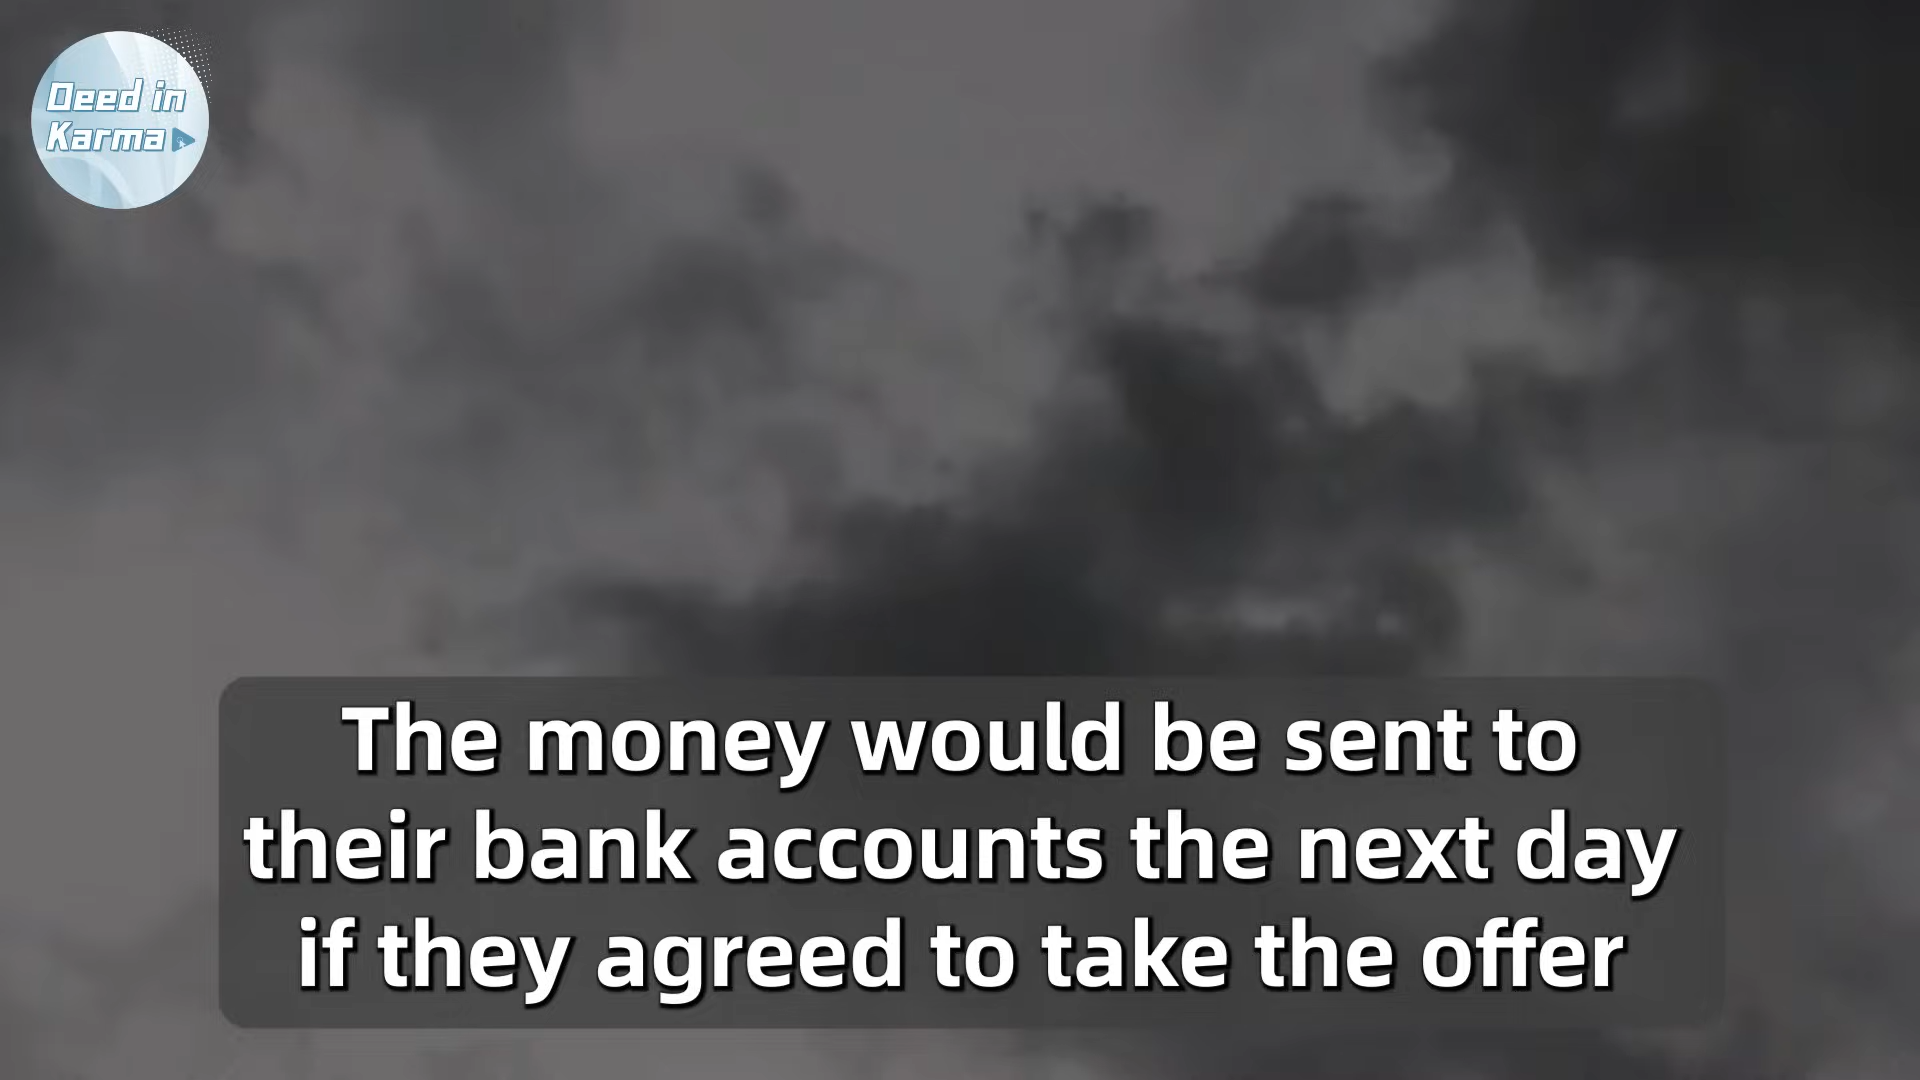 Deed in
Karma
The money would be sent to
their bank accounts the next day
if they agreed to take the offer